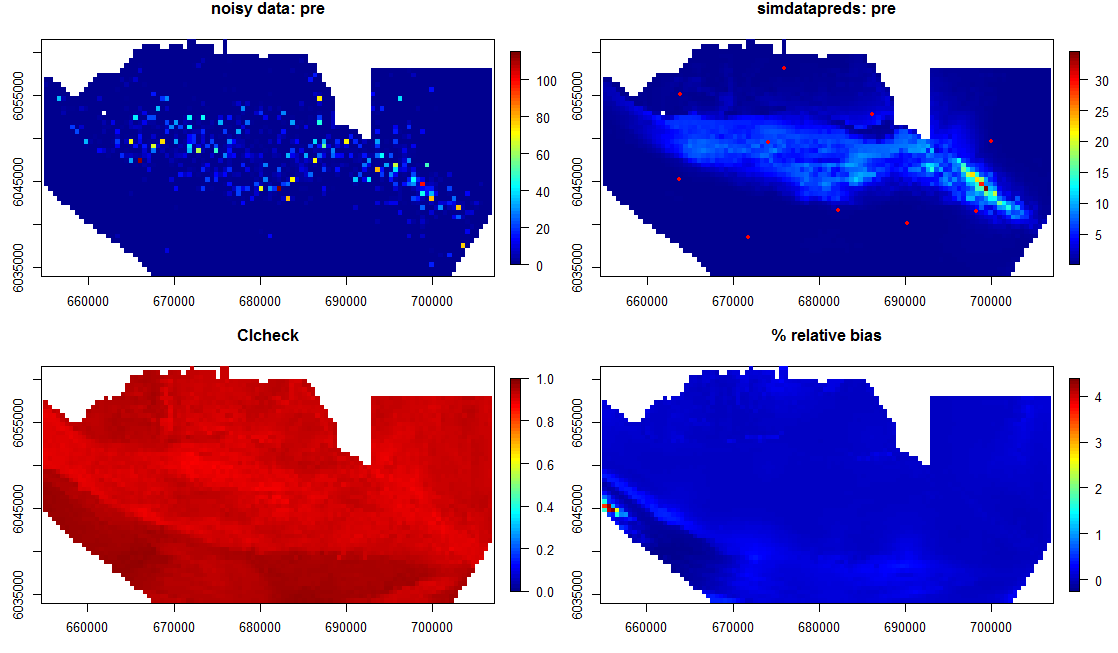 noisy data: pre
6035000 6045000 6055000
0 20 40 60 80 100
660000 670000 680000 690000 700000
simdatapreds: pre
6035000 6045000 6055000
5 10 15 20 25 30
660000 670000 680000 690000 700000
CIcheck
6035000 6045000 6055000
0.0 0.2 0.4 0.6 0.8 1.0
660000 670000 680000 690000 700000
% relative bias
6035000 6045000 6055000
0 1 2 3 4
660000 670000 680000 690000 700000